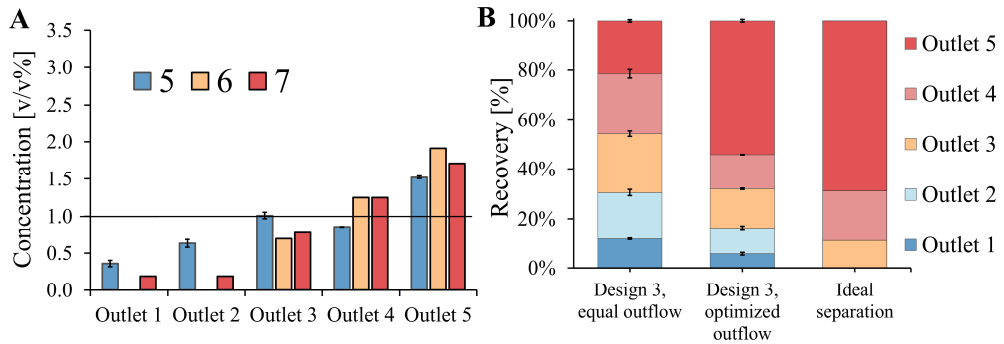 A
Concentration [v/v%]
3.5
3.0
2.5
2.0
1.5
1.0
0.5
0.0
5 6 7
Outlet 1 Outlet 2 Outlet 3 Outlet 4 Outlet 5
B
Recovery [%]
100%
80%
60%
40%
20%
0%
Design 3,
equal outflow
Design 3,
optimized
outflow
Ideal
separation
Outlet 5
Outlet 4
Outlet 3
Outlet 2
Outlet 1